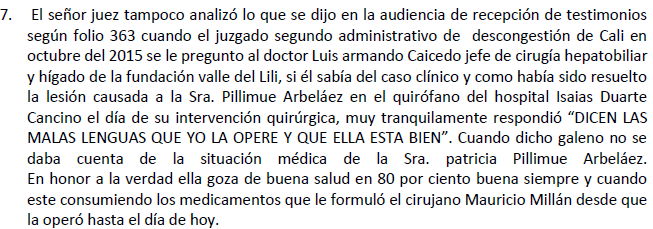 7. El señor juez tampoco analizó lo que se dijo en la audiencia de recepción de testimonios
según folio 363 cuando el juzgado segundo administrativo de descongestión de Cali en
octubre del 2015 se le pregunto al doctor Luis armando Caicedo jefe de cirugía hepatobiliar
y hígado de la fundación valle del Lili, si él sabía del caso clínico y como había sido resuelto
la lesión causada a la Sra. Pillimue Arbeláez en el quirófano del hospital Isaias Duarte
Cancino el día de su intervención quirúrgica, muy tranquilamente respondió “DICEN LAS
MALAS LENGUAS QUE YO LA OPERE Y QUE ELLA ESTA BIEN”. Cuando dicho galeno no se
daba cuenta de la situación médica de la Sra. patricia Pillimue Arbeláez.
En honor a la verdad ella goza de buena salud en 80 por ciento buena siempre y cuando
este consumiendo los medicamentos que le formuló el cirujano Mauricio Millán desde que
la operó hasta el día de hoy.